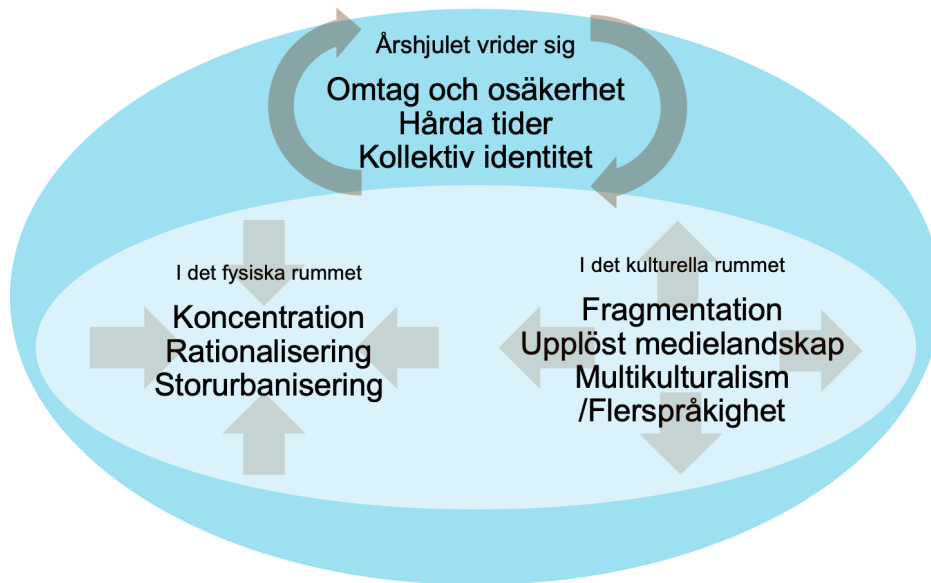 Årshjulet vrider sig
Omtag och osäkerhet
Hårda tider
Kollektiv identitet
I det fysiska rummet
Koncentration
Rationalisering
Storurbanisering
I det kulturella rummet
Fragmentation
Upplöst medielandskap
Multikulturalism
/Flerspråkighet